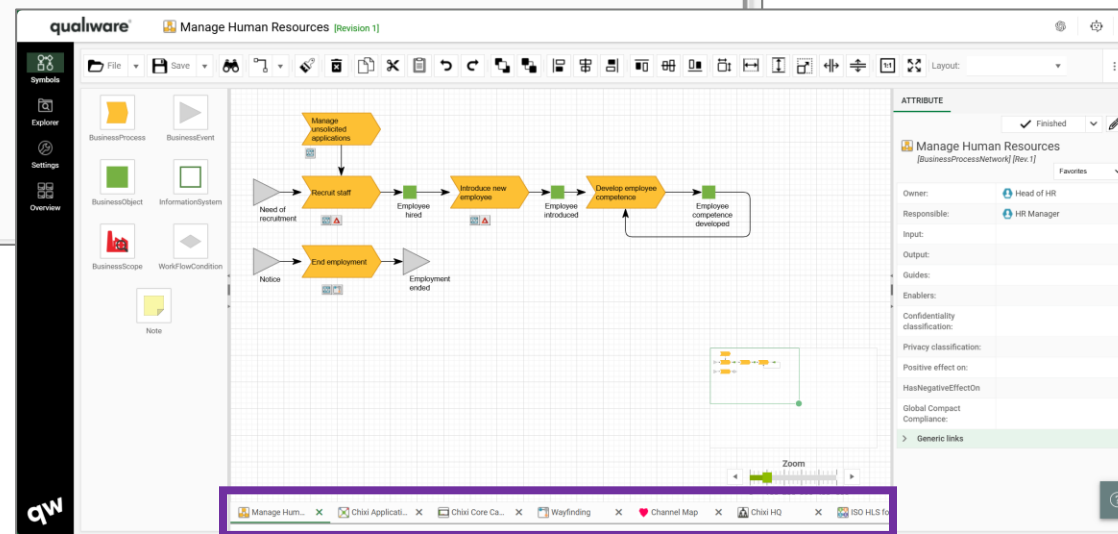 qualiware
Manage Human Resources [Revision 1]
Symbols
Explorer
Settings
Overview
qw
File
Save
1:1
Layout:
BusinessProcess
BusinessEvent
BusinessObject
InformationSystem
BusinessScope
WorkFlowCondition
Note
Manage
unsolicited
applications
Need of
recruitment
Recruit staff
Employee
hired
Introduce new
employee
Employee
introduced
Develop employee
competence
Employee
competence
developed
Notice
End employment
Employment
ended
Zoom
ATTRIBUTE
Finished
Manage Human Resources
[BusinessProcessNetwork] [Rev.1]
Favorites
Owner: Head of HR
Responsible: HR Manager
Input:
Output:
Guides:
Enablers:
Confidentiality
classification:
Privacy classification:
Positive effect on:
HasNegativeEffectOn
Global Compact
Compliance:
Generic links
Manage Hum...
Chixi Applicati...
Chixi Core Ca...
Wayfinding
Channel Map
Chixi HQ
ISO HLS fo